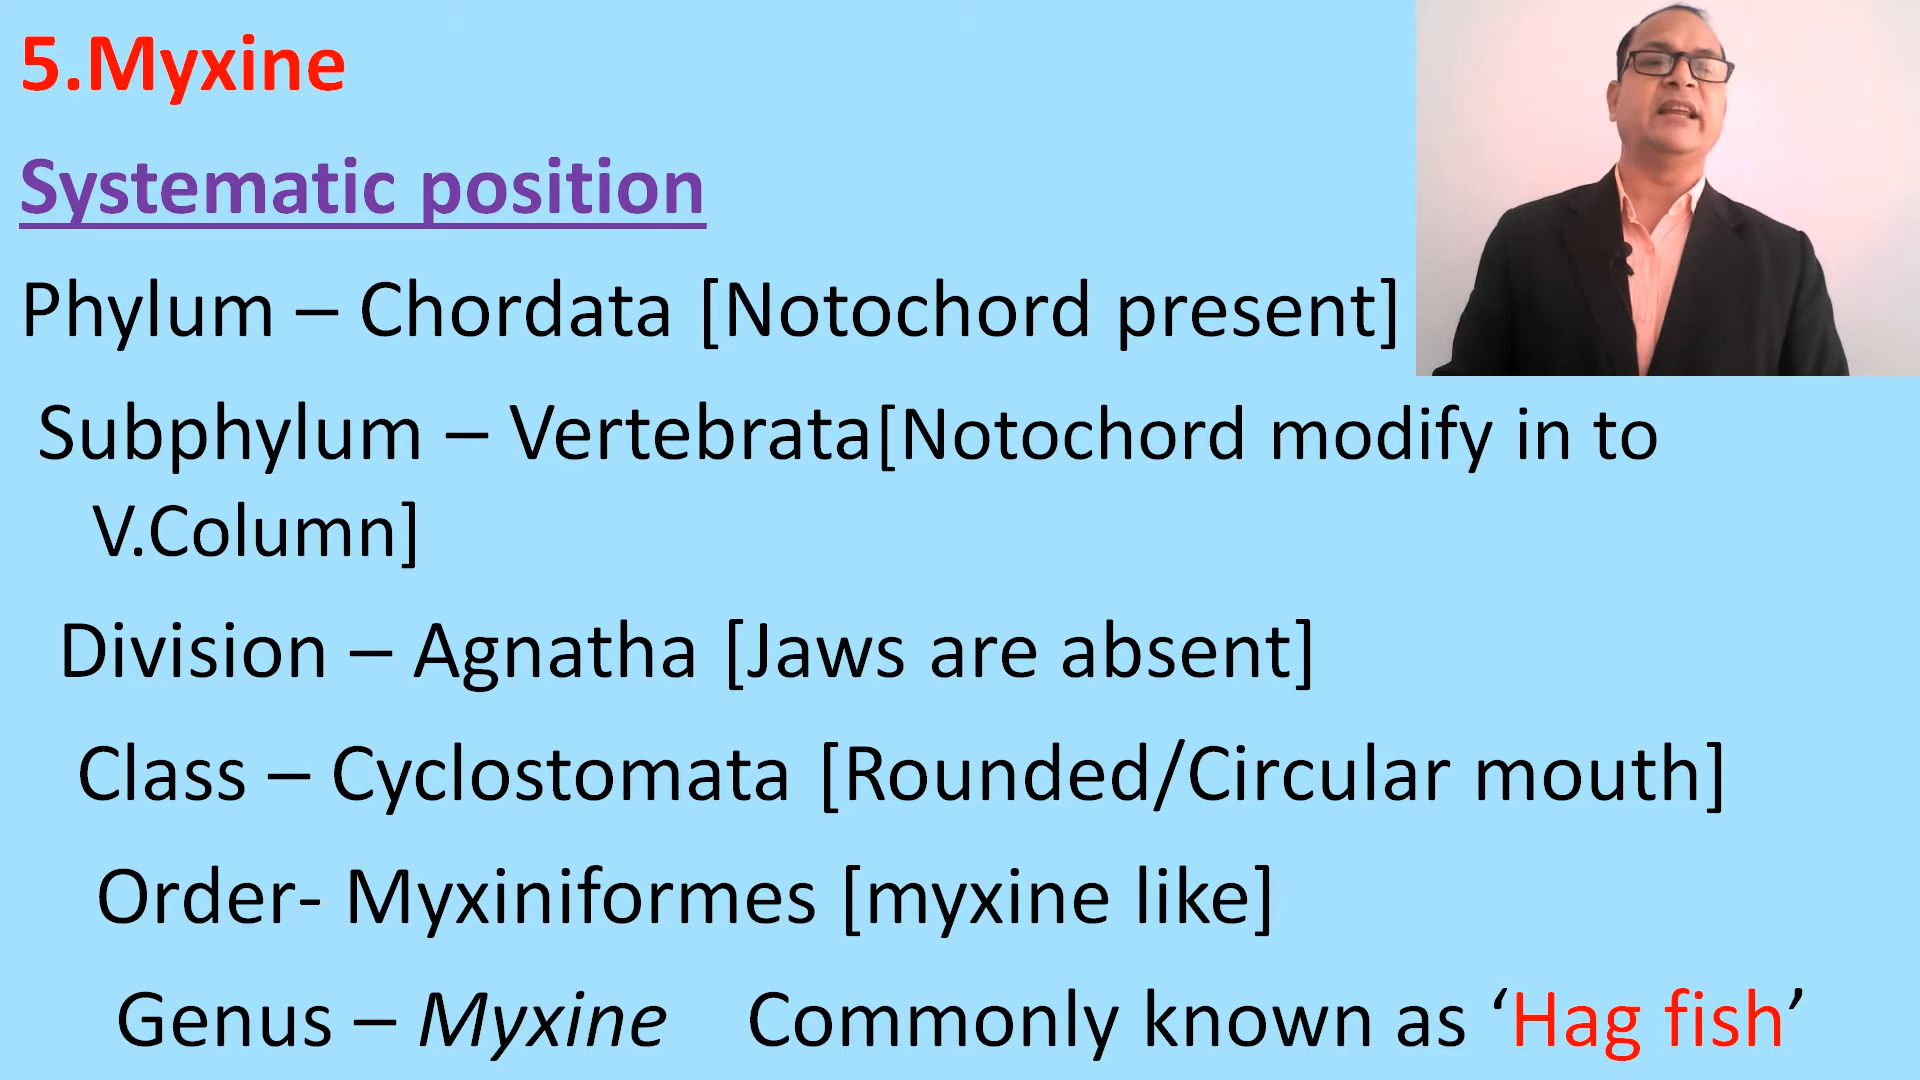 5.Myxine
Systematic position
Phylum – Chordata [Notochord present]
Subphylum – Vertebrata[Notochord modify in to
V.Column]
Division – Agnatha [Jaws are absent]
Class – Cyclostomata [Rounded/Circular mouth]
Order- Myxiniformes [myxine like]
Genus – Myxine Commonly known as ‘Hag fish’